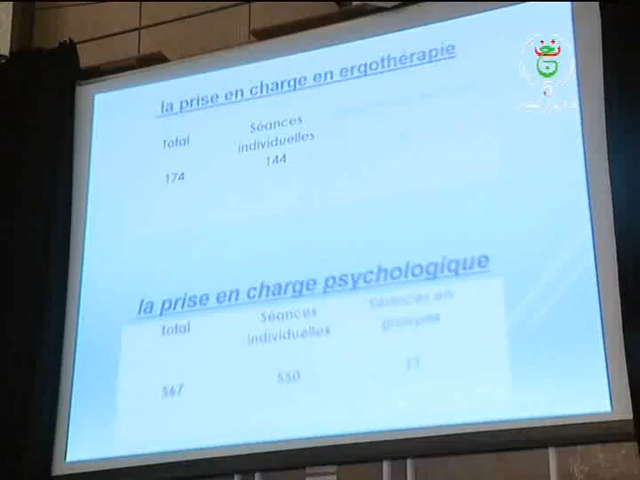 la prise en charge en ergothérapie
Total Séances individuelles
174 144
la prise en charge psychologique
Total Séances individuelles Séances en groupes
567 550 17